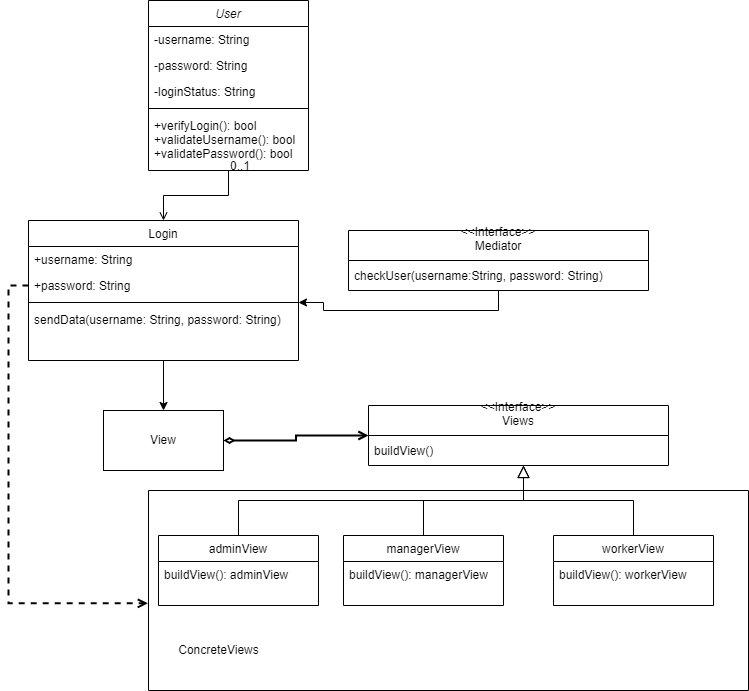 User
-username: String
-password: String
-loginStatus: String
+verifyLogin(): bool
+validateUsername(): bool
+validatePassword(): bool
0..1
Login
+username: String
+password: String
sendData(username: String, password: String)
<<Interface>>
Mediator
checkUser(username:String, password: String)
View
<<Interface>>
Views
buildView()
adminView
buildView(): adminView
managerView
buildView(): managerView
workerView
buildView(): workerView
ConcreteViews